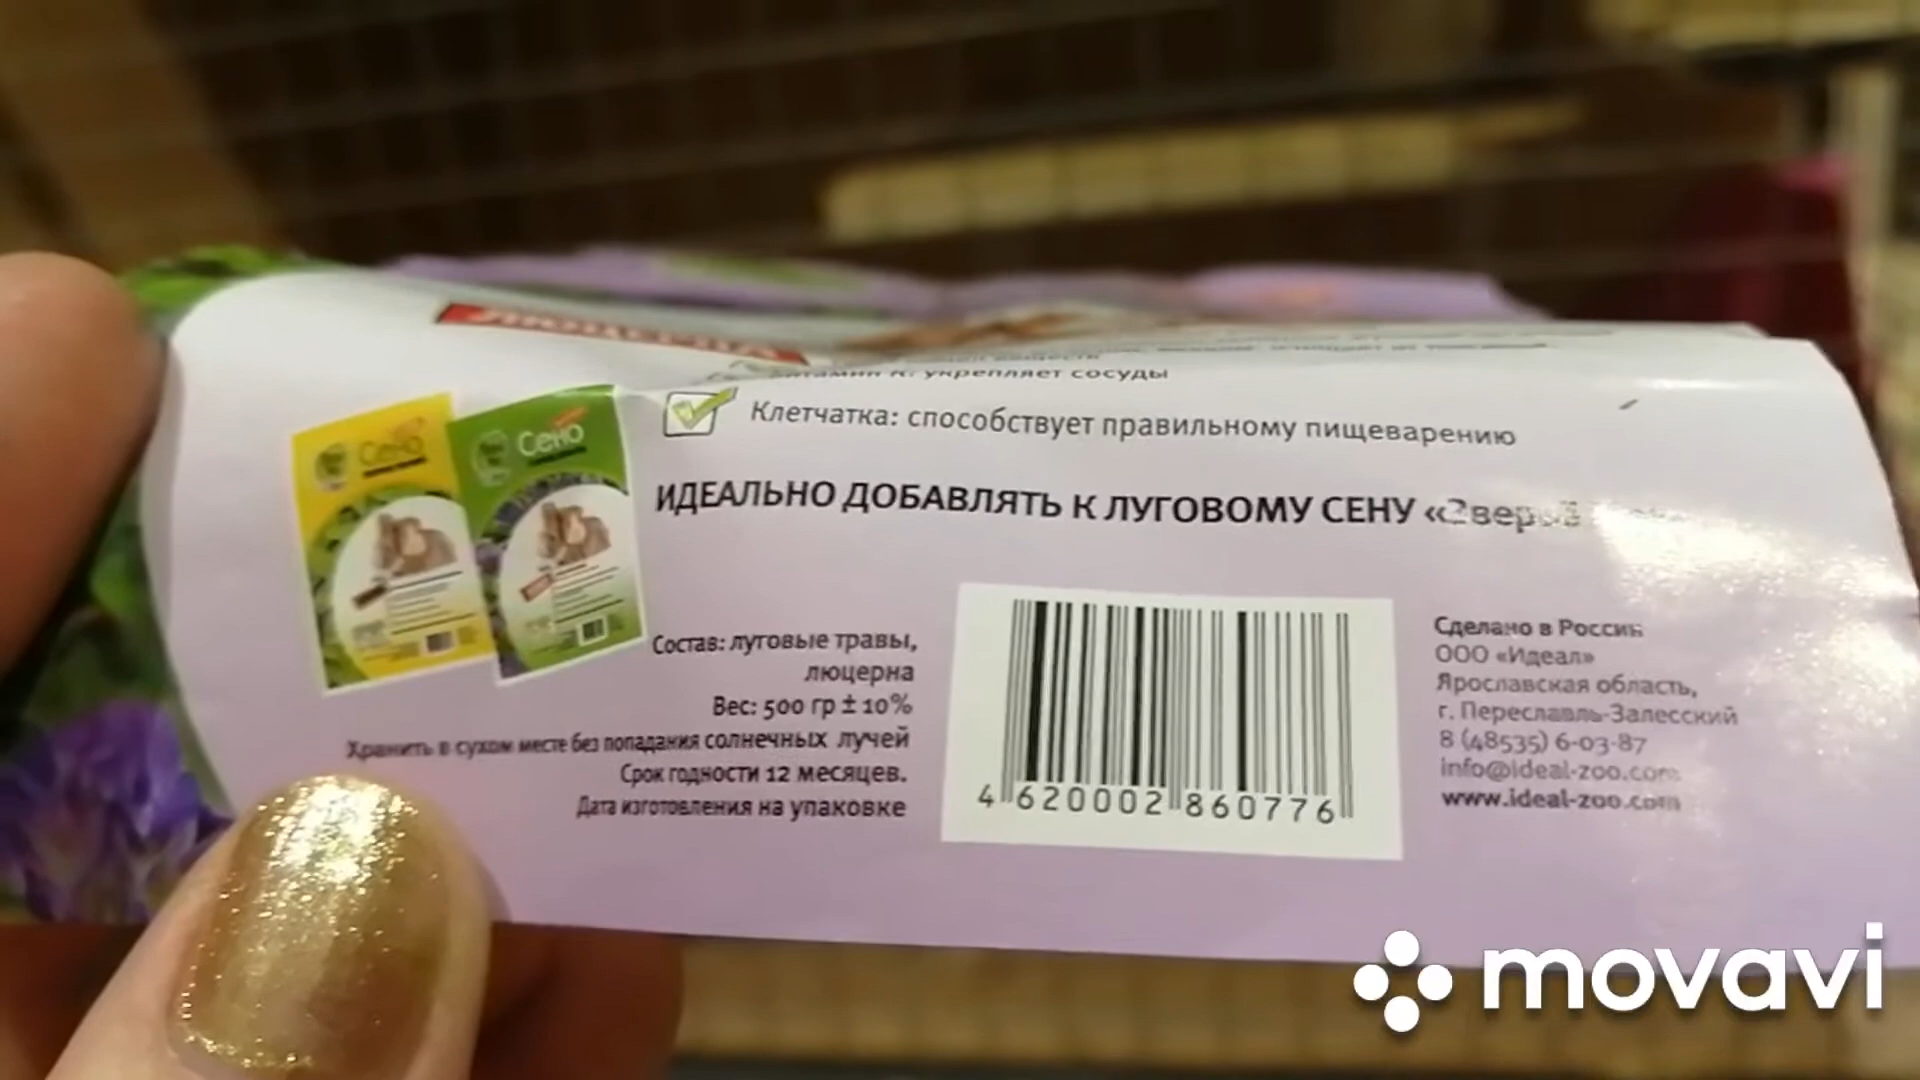 люцерна
витамин К: укрепляет сосуды
Клетчатка: способствует правильному пищеварению
ИДЕАЛЬНО ДОБАВЛЯТЬ К ЛУГОВОМУ СЕНУ
Сено
Сено
Состав: луговые травы,
люцерна
Вес: 500 гр ± 10%
Хранить в сухом месте без попадания солнечных лучей
Срок годности 12 месяцев.
Дата изготовления на упаковке
4 620002 860776
Сделано в России
ООО «Идеал»
Ярославская область,
г. Переславль-Залесский
8 (48535) 6-03-87
info@ideal-zoo.com
www.ideal-zoo.com
movavi